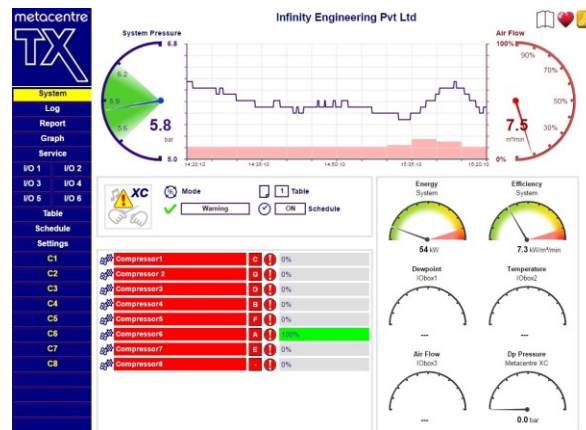 metacentre
TX
Infinity Engineering Pvt Ltd
System Pressure
6.8
6.2
5.9
5.6
5.8
bar
5.0
14:20:10
14:35:10
14:50:10
15:05:10
15:20:10
Air Flow
100%
90%
70%
50%
30%
7.5
m³/min
0%
System
Log
Report
Graph
Service
I/O 1 I/O 2
I/O 3 I/O 4
I/O 5 I/O 6
Table
Schedule
Settings
C1
C2
C3
C4
C5
C6
C7
C8
XC
Mode
1 Table
Warning
ON Schedule
Compressor1 C 0%
Compressor 2 G 0%
Compressor3 D 0%
Compressor4 B 0%
Compressor5 F 0%
Compressor6 A 100%
Compressor7 E 0%
Compressor8 - 0%
Energy
System
54 kW
Efficiency
System
7.3 kW/m³/min
Dewpoint
IObox1
---
Temperature
IObox2
---
Air Flow
IObox3
---
Dp Pressure
Metacentre XC
0.0 bar